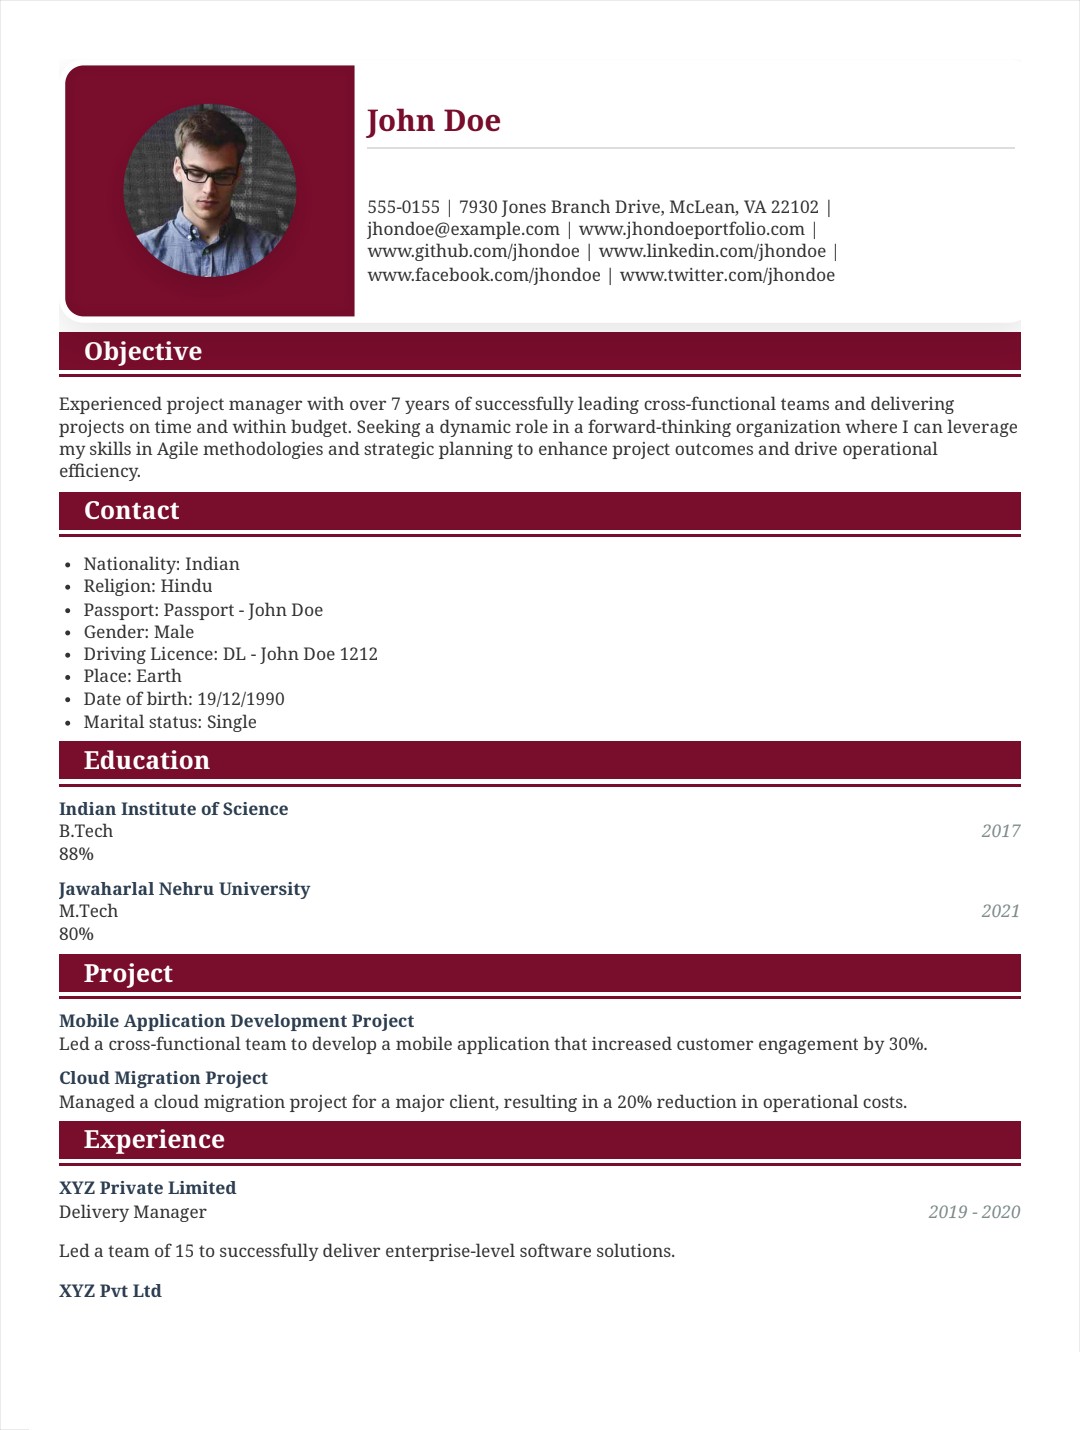 John Doe
555-0155 | 7930 Jones Branch Drive, McLean, VA 22102 |
jhondoe@example.com | www.jhondoeportfolio.com |
www.github.com/jhondoe | www.linkedin.com/jhondoe |
www.facebook.com/jhondoe | www.twitter.com/jhondoe
Objective
Experienced project manager with over 7 years of successfully leading cross-functional teams and delivering
projects on time and within budget. Seeking a dynamic role in a forward-thinking organization where I can leverage
my skills in Agile methodologies and strategic planning to enhance project outcomes and drive operational
efficiency.
Contact
• Nationality: Indian
• Religion: Hindu
• Passport: Passport - John Doe
• Gender: Male
• Driving Licence: DL - John Doe 1212
• Place: Earth
• Date of birth: 19/12/1990
• Marital status: Single
Education
Indian Institute of Science
B.Tech 2017
88%
Jawaharlal Nehru University
M.Tech 2021
80%
Project
Mobile Application Development Project
Led a cross-functional team to develop a mobile application that increased customer engagement by 30%.
Cloud Migration Project
Managed a cloud migration project for a major client, resulting in a 20% reduction in operational costs.
Experience
XYZ Private Limited
Delivery Manager 2019 - 2020
Led a team of 15 to successfully deliver enterprise-level software solutions.
XYZ Pvt Ltd